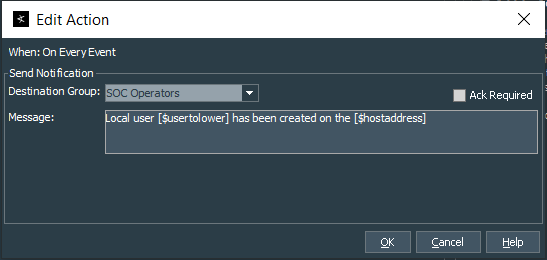 Edit Action
When: On Every Event
Send Notification
Destination Group: SOC Operators
Ack Required
Message: Local user [$usertolower] has been created on the [$hostaddress]
OK Cancel Help